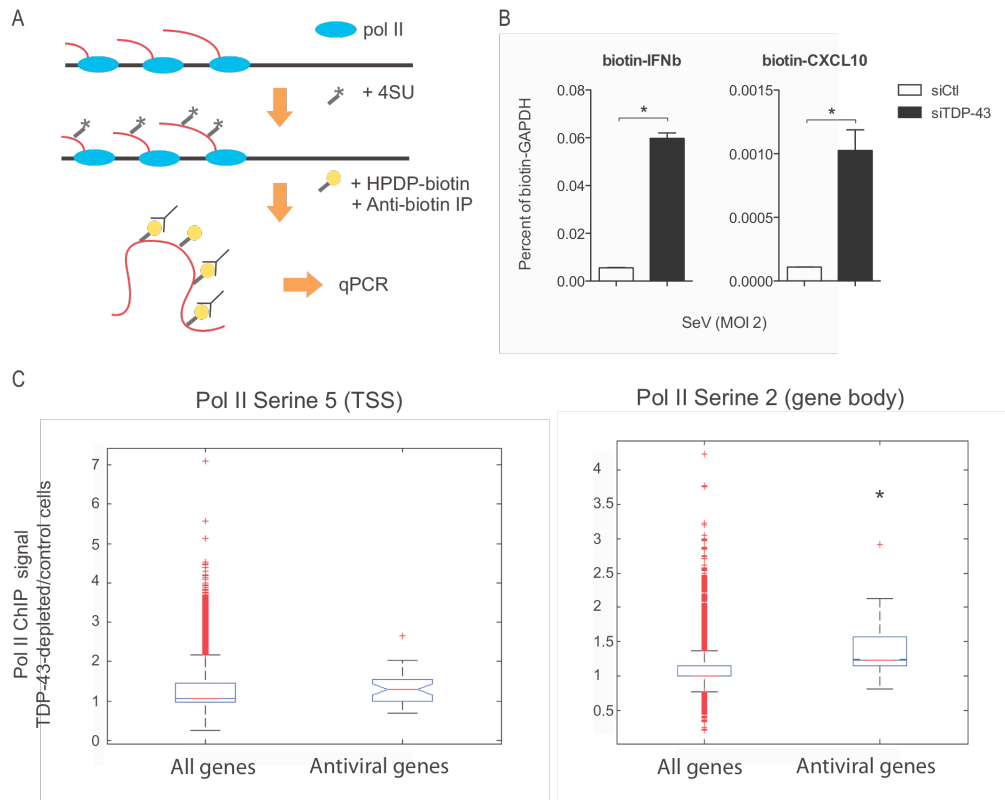 A
pol II
+ 4SU
+ HPDP-biotin
+ Anti-biotin IP
qPCR
B
biotin-IFNb
biotin-CXCL10
siCtl
siTDP-43
Percent of biotin-GAPDH
0.08
0.06
0.04
0.02
0.00
*
0.0015
0.0010
0.0005
0.0000
*
SeV (MOI 2)
C
Pol II Serine 5 (TSS)
Pol II ChIP signal
TDP-43-depleted/control cells
7
6
5
4
3
2
1
0
All genes
Antiviral genes
Pol II Serine 2 (gene body)
4
3.5
3
2.5
2
1.5
1
0.5
*
All genes
Antiviral genes